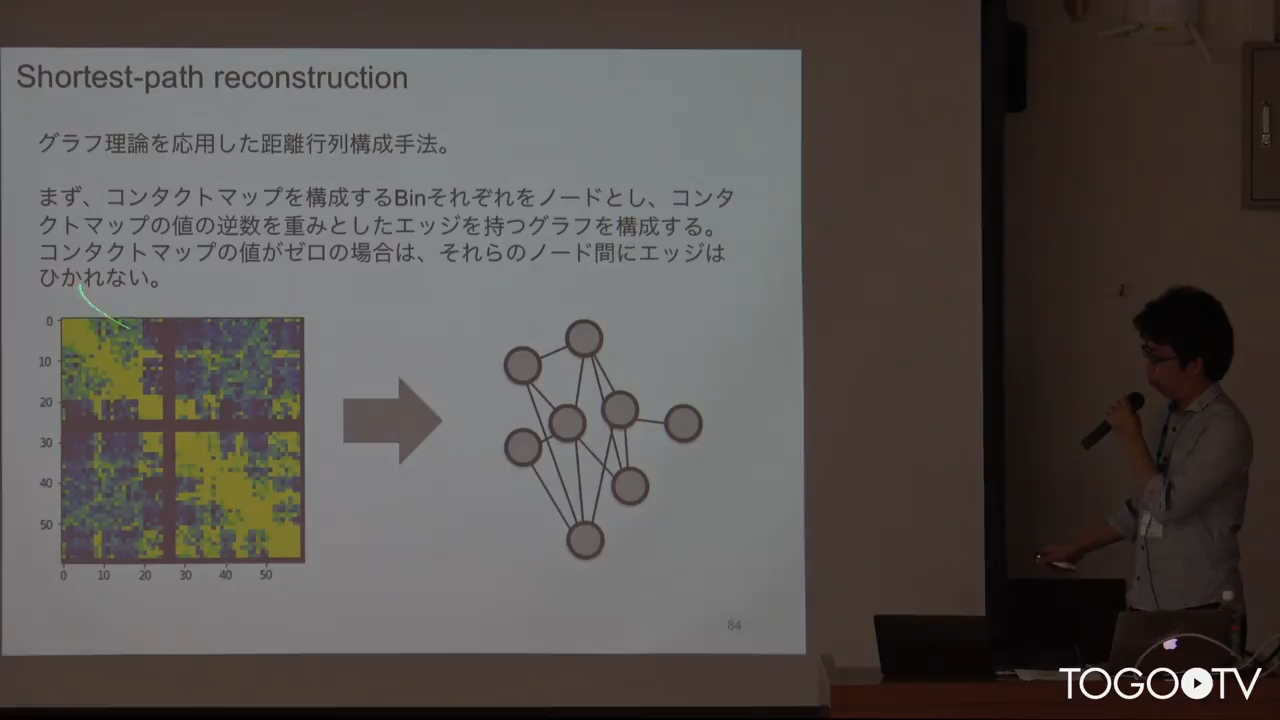 Shortest-path reconstruction
グラフ理論を応用した距離行列構成手法。
まず、コンタクトマップを構成するBinそれぞれをノードとし、コンタ
クトマップの値の逆数を重みとしたエッジを持つグラフを構成する。
コンタクトマップの値がゼロの場合は、それらのノード間にエッジは
ひかれない。
0
10
20
30
40
50
0 10 20 30 40 50
84
TOGOTV